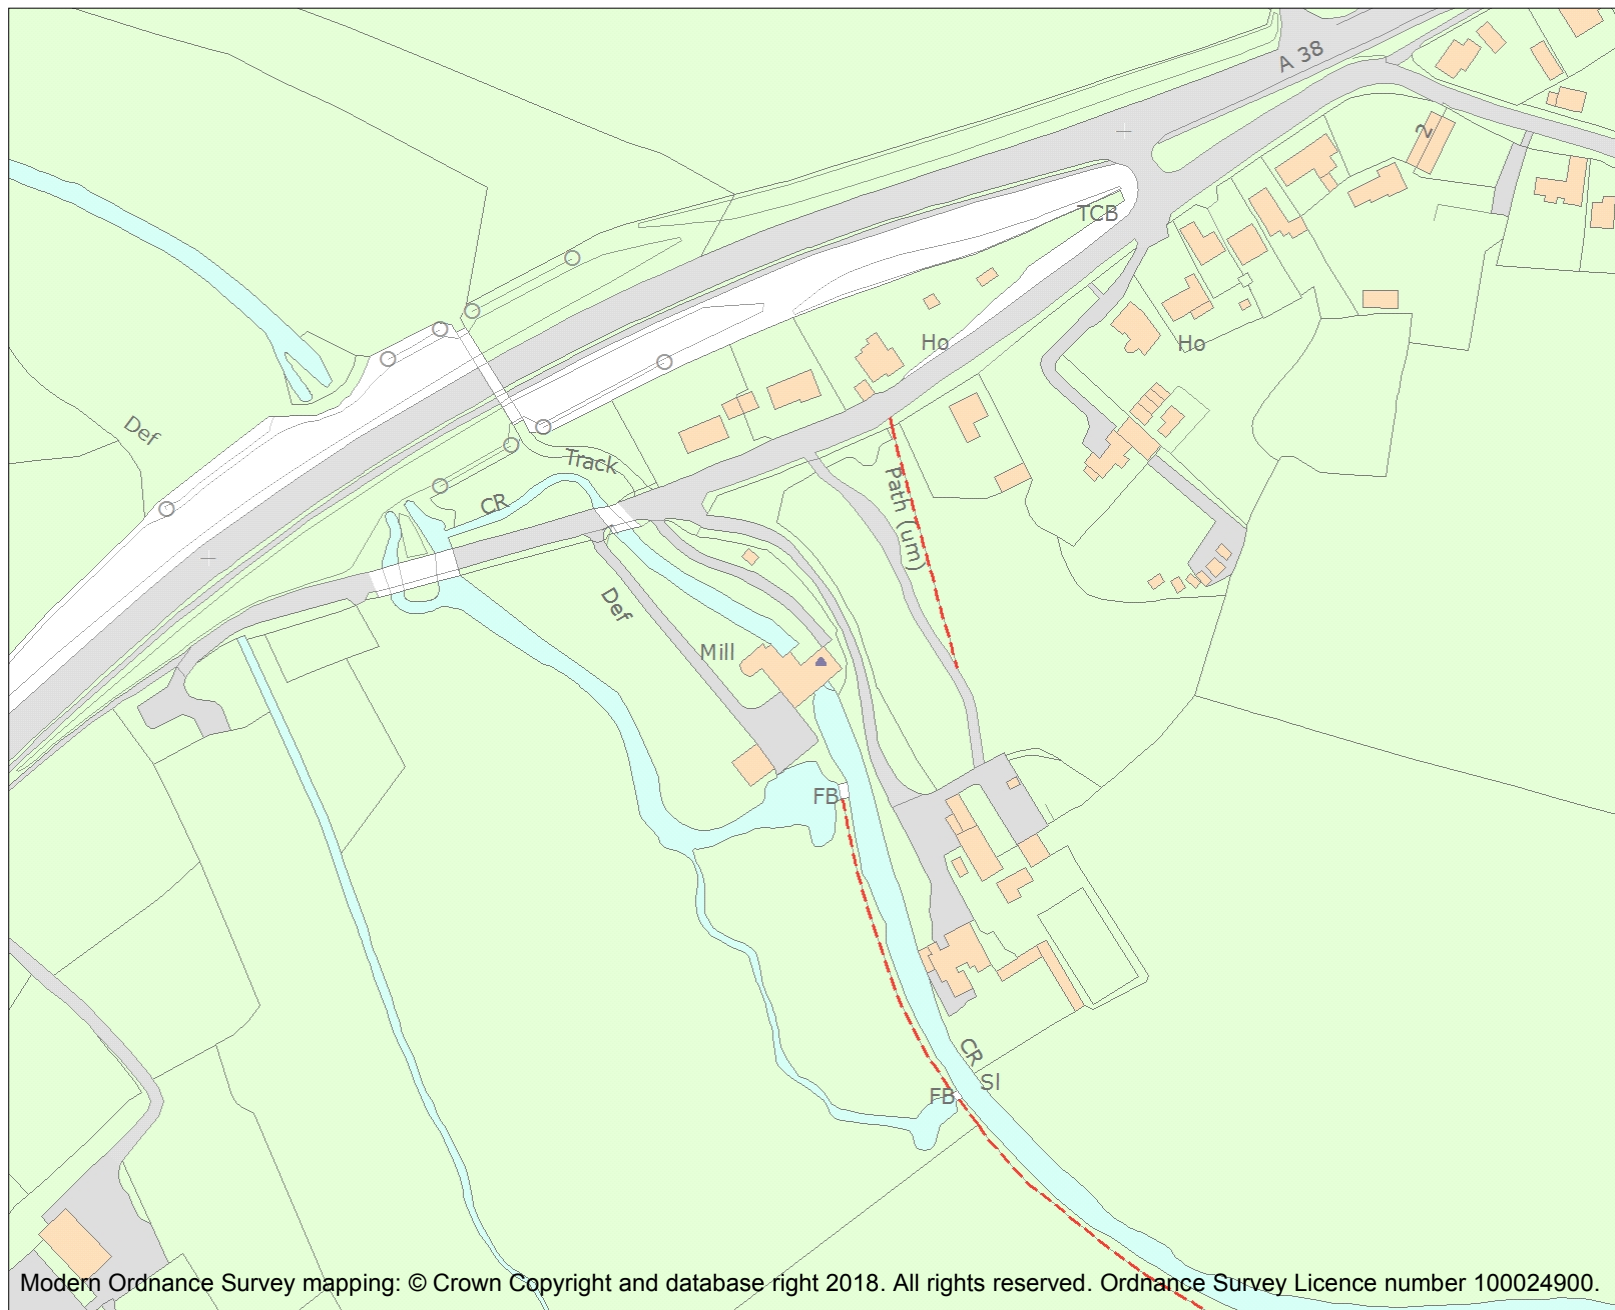 A 38
2
TCB
Ho
Ho
Def
Track
CR
Path (um)
Def
Mill
FB
CR
Sl
FB
Modern Ordnance Survey mapping: © Crown Copyright and database right 2018. All rights reserved. Ordnance Survey Licence number 100024900.